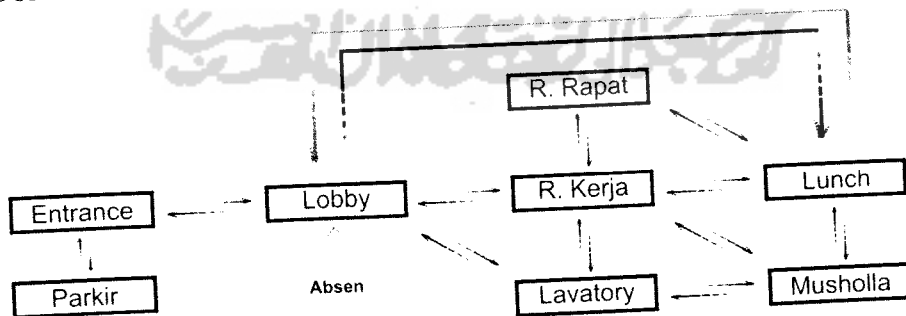 R. Rapat
Entrance
Lobby
R. Kerja
Lunch
Parkir
Absen
Lavatory
Musholla